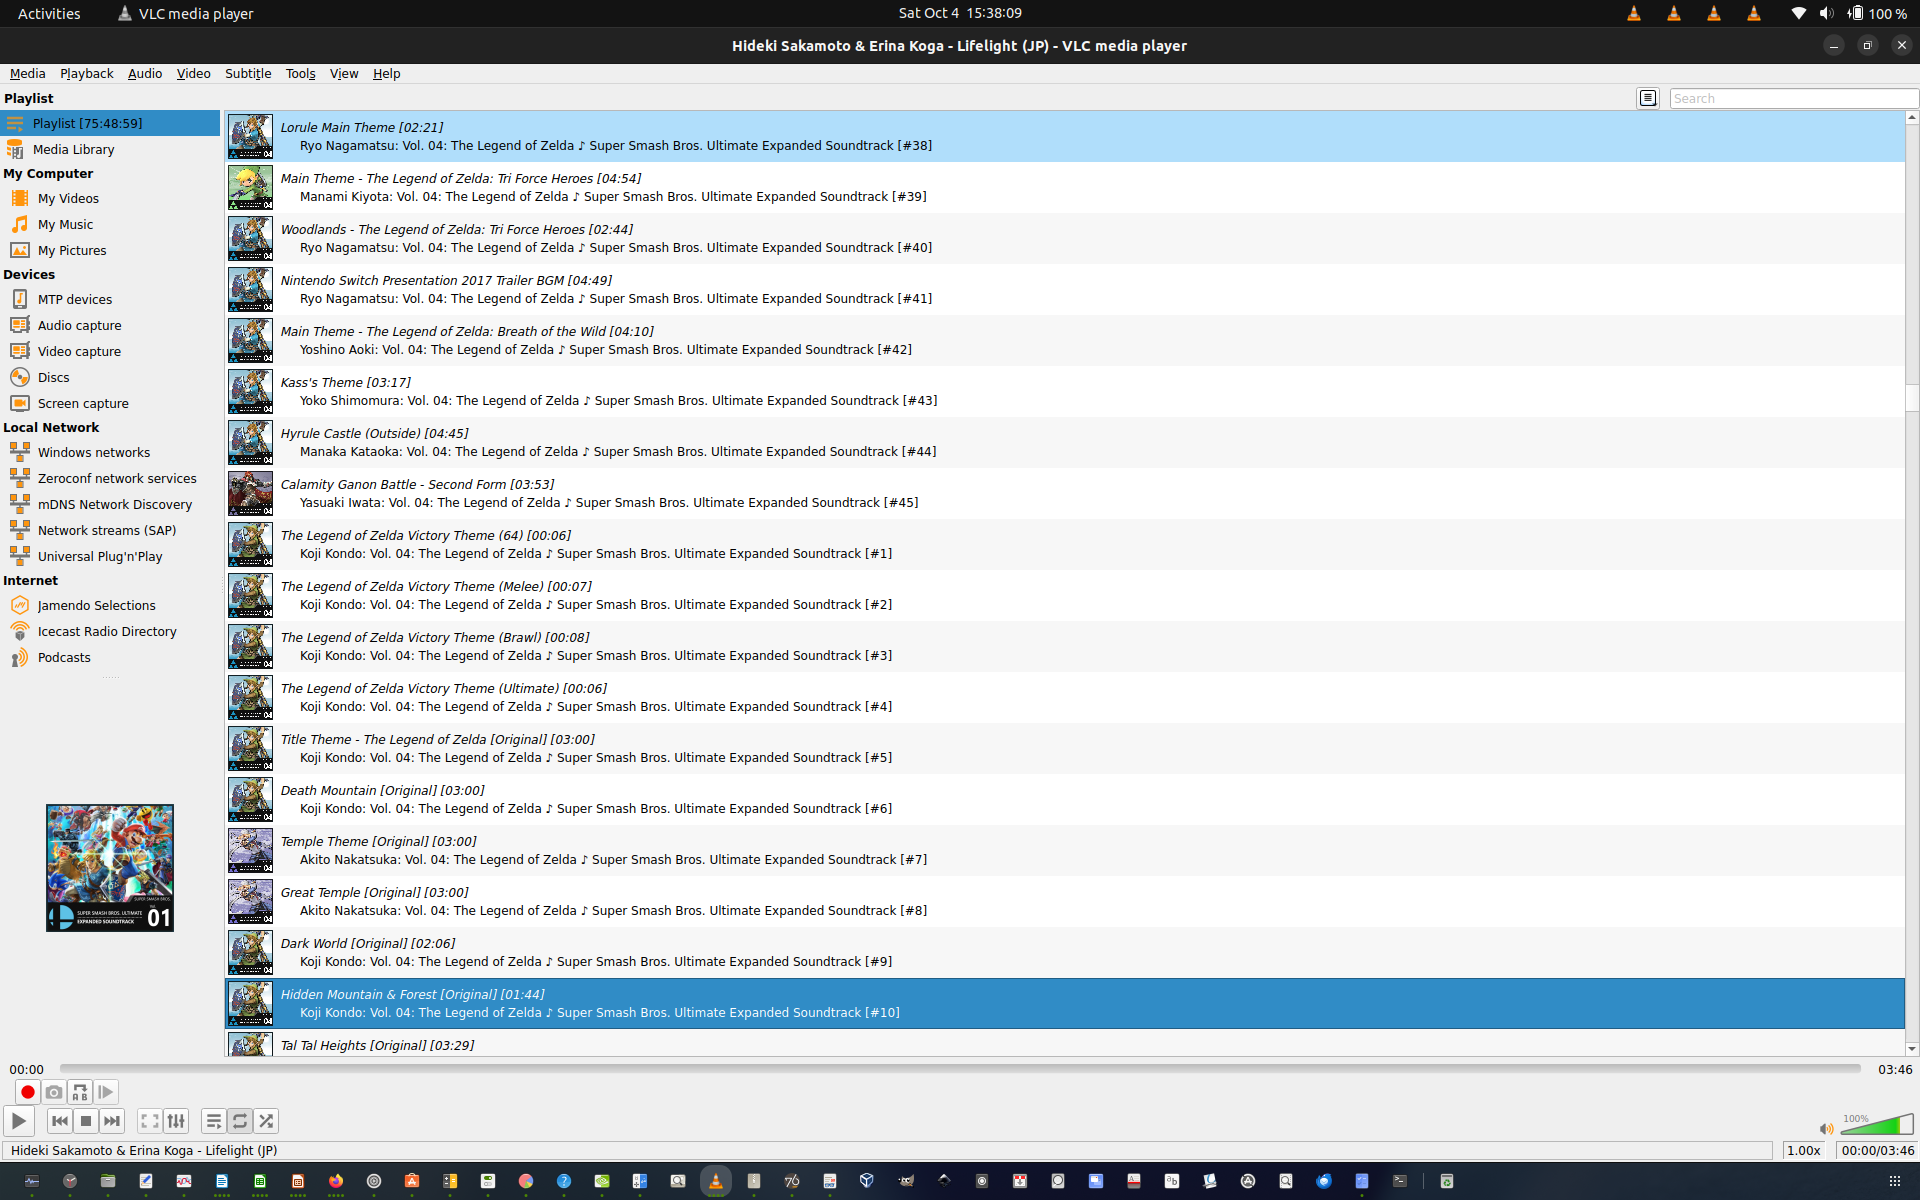 Activities
VLC media player
Sat Oct 4 15:38:09
100 %
Hideki Sakamoto & Erina Koga - Lifelight (JP) - VLC media player
Media Playback Audio Video Subtitle Tools View Help
Playlist
Search
Playlist [75:48:59]
Media Library
My Computer
My Videos
My Music
My Pictures
Devices
MTP devices
Audio capture
Video capture
Discs
Screen capture
Local Network
Windows networks
Zeroconf network services
mDNS Network Discovery
Network streams (SAP)
Universal Plug'n'Play
Internet
Jamendo Selections
Icecast Radio Directory
Podcasts
SUPER SMASH BROS. ULTIMATE
EXPANDED SOUNDTRACK
01
Lorule Main Theme [02:21]
Ryo Nagamatsu: Vol. 04: The Legend of Zelda ♪ Super Smash Bros. Ultimate Expanded Soundtrack [#38]
Main Theme - The Legend of Zelda: Tri Force Heroes [04:54]
Manami Kiyota: Vol. 04: The Legend of Zelda ♪ Super Smash Bros. Ultimate Expanded Soundtrack [#39]
Woodlands - The Legend of Zelda: Tri Force Heroes [02:44]
Ryo Nagamatsu: Vol. 04: The Legend of Zelda ♪ Super Smash Bros. Ultimate Expanded Soundtrack [#40]
Nintendo Switch Presentation 2017 Trailer BGM [04:49]
Ryo Nagamatsu: Vol. 04: The Legend of Zelda ♪ Super Smash Bros. Ultimate Expanded Soundtrack [#41]
Main Theme - The Legend of Zelda: Breath of the Wild [04:10]
Yoshino Aoki: Vol. 04: The Legend of Zelda ♪ Super Smash Bros. Ultimate Expanded Soundtrack [#42]
Kass's Theme [03:17]
Yoko Shimomura: Vol. 04: The Legend of Zelda ♪ Super Smash Bros. Ultimate Expanded Soundtrack [#43]
Hyrule Castle (Outside) [04:45]
Manaka Kataoka: Vol. 04: The Legend of Zelda ♪ Super Smash Bros. Ultimate Expanded Soundtrack [#44]
Calamity Ganon Battle - Second Form [03:53]
Yasuaki Iwata: Vol. 04: The Legend of Zelda ♪ Super Smash Bros. Ultimate Expanded Soundtrack [#45]
The Legend of Zelda Victory Theme (64) [00:06]
Koji Kondo: Vol. 04: The Legend of Zelda ♪ Super Smash Bros. Ultimate Expanded Soundtrack [#1]
The Legend of Zelda Victory Theme (Melee) [00:07]
Koji Kondo: Vol. 04: The Legend of Zelda ♪ Super Smash Bros. Ultimate Expanded Soundtrack [#2]
The Legend of Zelda Victory Theme (Brawl) [00:08]
Koji Kondo: Vol. 04: The Legend of Zelda ♪ Super Smash Bros. Ultimate Expanded Soundtrack [#3]
The Legend of Zelda Victory Theme (Ultimate) [00:06]
Koji Kondo: Vol. 04: The Legend of Zelda ♪ Super Smash Bros. Ultimate Expanded Soundtrack [#4]
Title Theme - The Legend of Zelda [Original] [03:00]
Koji Kondo: Vol. 04: The Legend of Zelda ♪ Super Smash Bros. Ultimate Expanded Soundtrack [#5]
Death Mountain [Original] [03:00]
Koji Kondo: Vol. 04: The Legend of Zelda ♪ Super Smash Bros. Ultimate Expanded Soundtrack [#6]
Temple Theme [Original] [03:00]
Akito Nakatsuka: Vol. 04: The Legend of Zelda ♪ Super Smash Bros. Ultimate Expanded Soundtrack [#7]
Great Temple [Original] [03:00]
Akito Nakatsuka: Vol. 04: The Legend of Zelda ♪ Super Smash Bros. Ultimate Expanded Soundtrack [#8]
Dark World [Original] [02:06]
Koji Kondo: Vol. 04: The Legend of Zelda ♪ Super Smash Bros. Ultimate Expanded Soundtrack [#9]
Hidden Mountain & Forest [Original] [01:44]
Koji Kondo: Vol. 04: The Legend of Zelda ♪ Super Smash Bros. Ultimate Expanded Soundtrack [#10]
Tal Tal Heights [Original] [03:29]
00:00
03:46
100%
Hideki Sakamoto & Erina Koga - Lifelight (JP)
1.00x
00:00/03:46